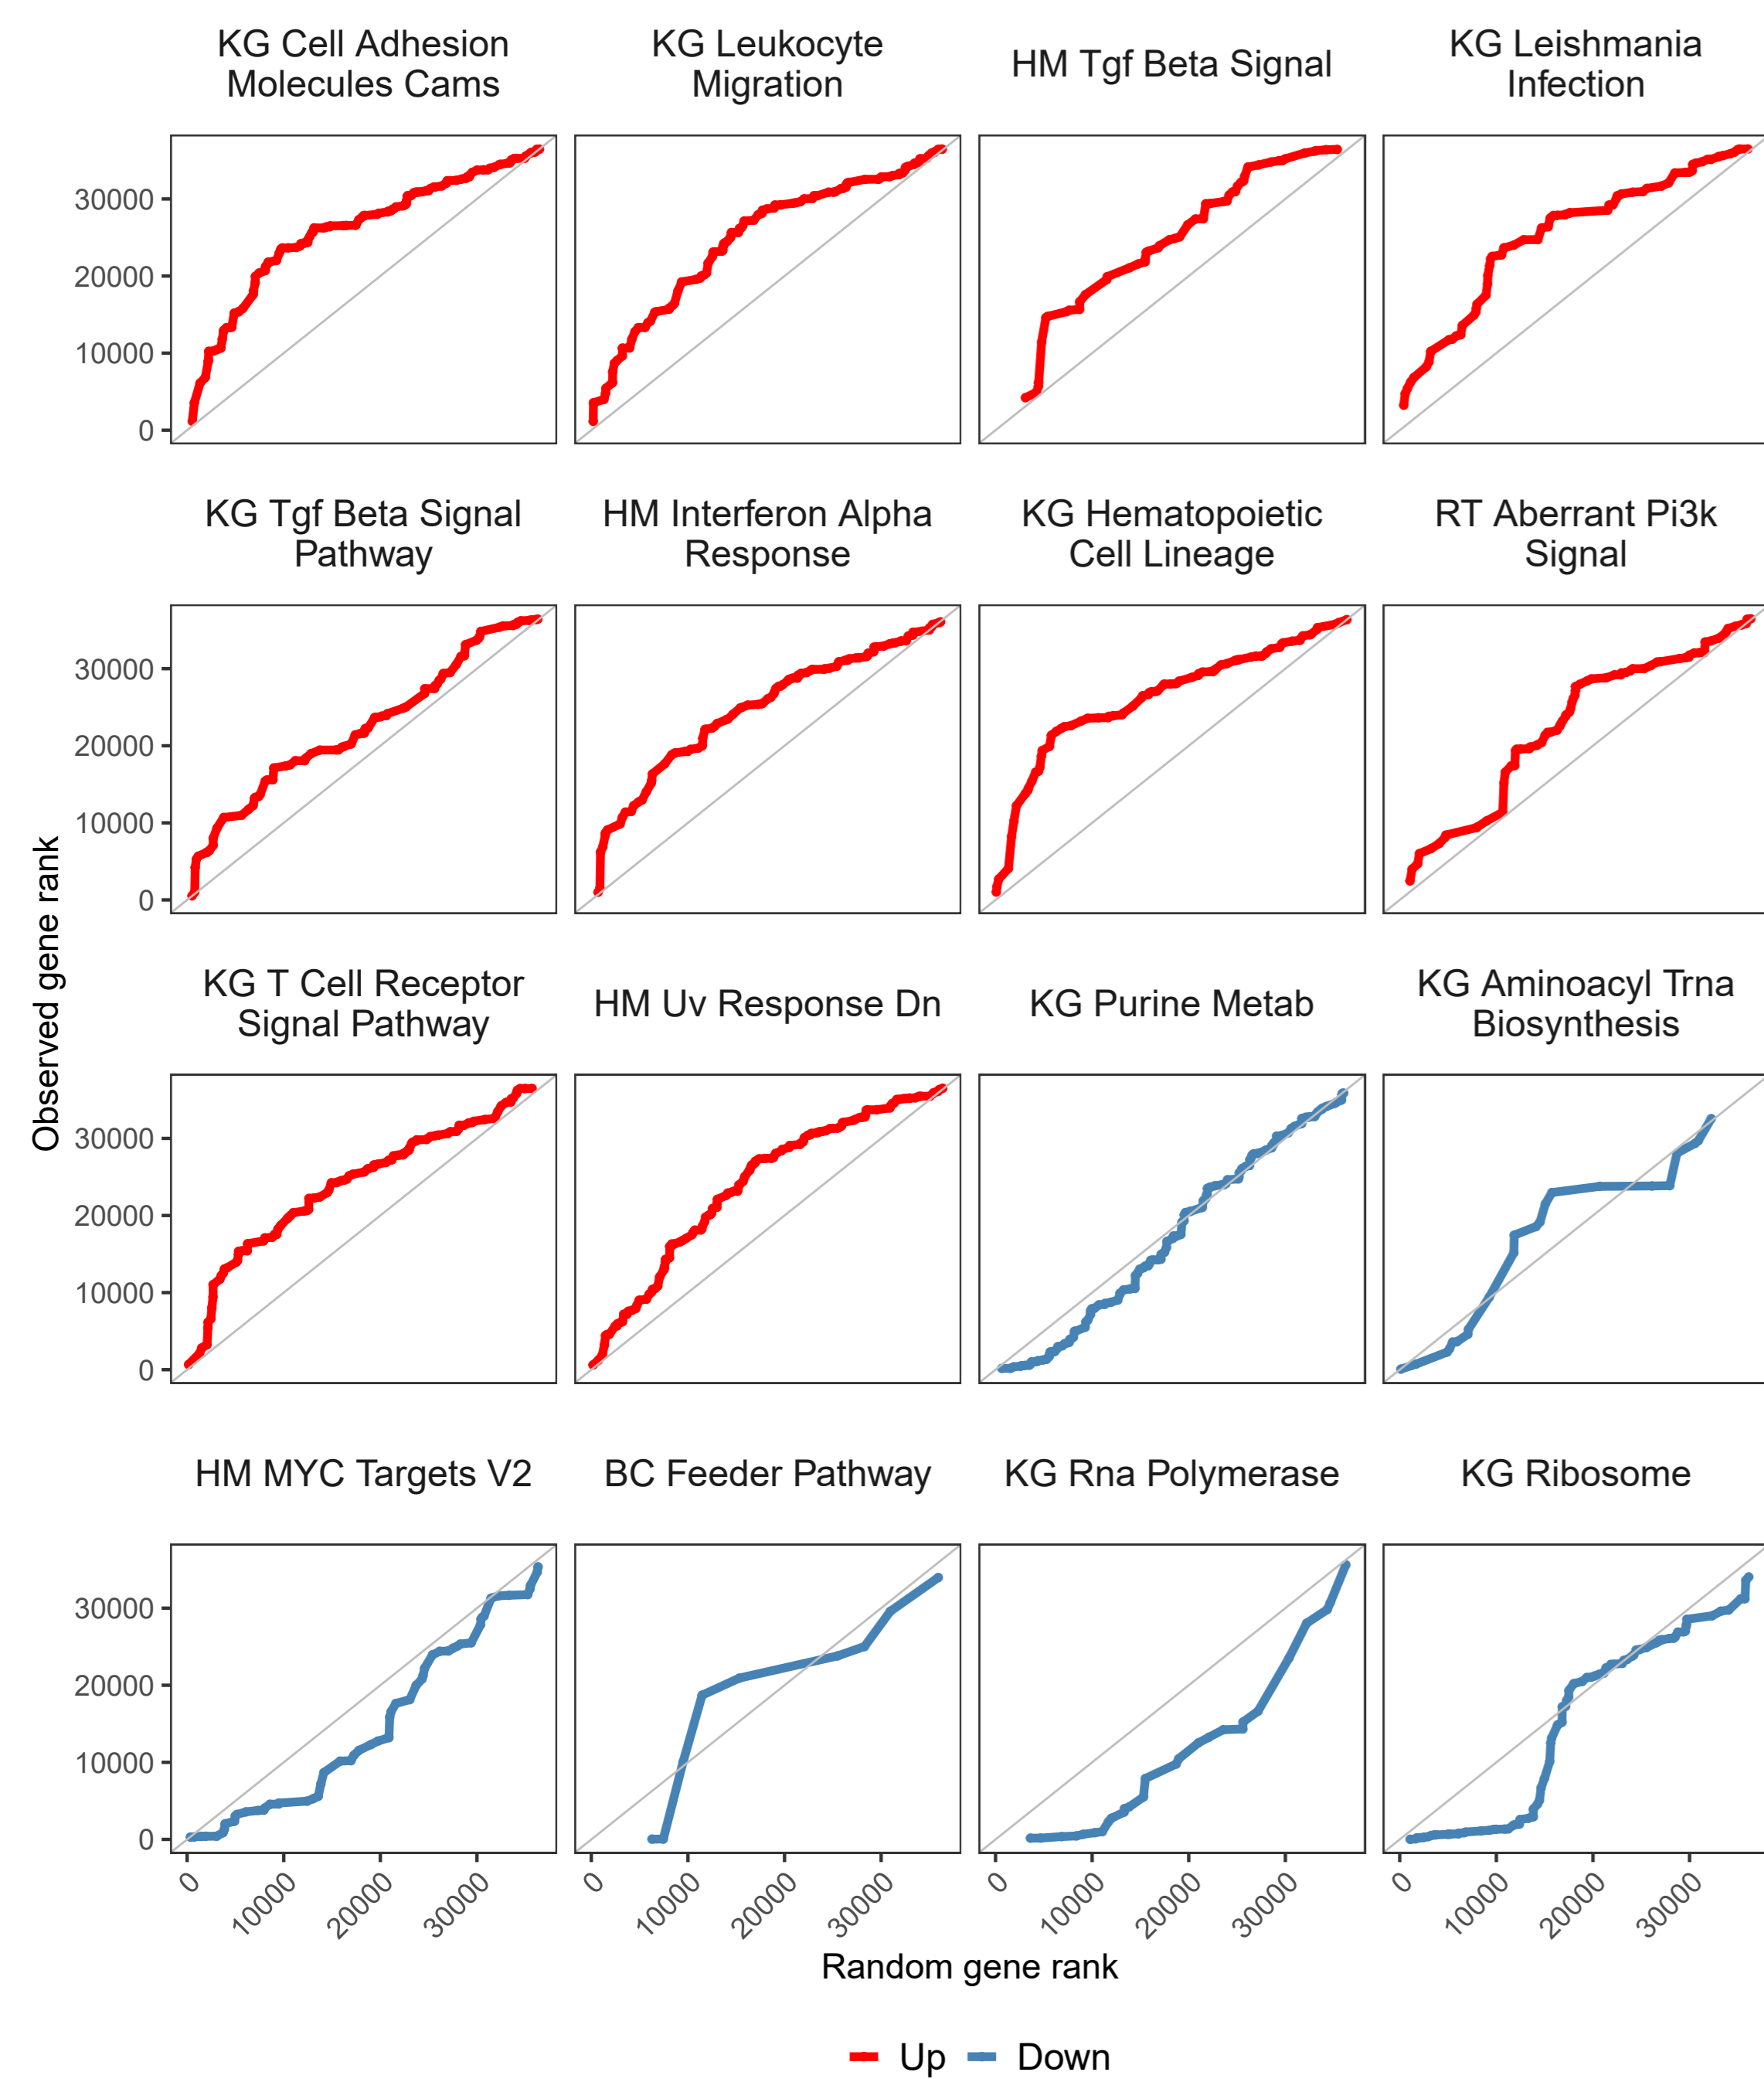 KG Cell Adhesion
Molecules Cams
KG Leukocyte
Migration
HM Tgf Beta Signal
KG Leishmania
Infection
30000
20000
10000
0
KG Tgf Beta Signal
Pathway
HM Interferon Alpha
Response
KG Hematopoietic
Cell Lineage
RT Aberrant Pi3k
Signal
30000
20000
10000
0
Observed gene rank
KG T Cell Receptor
Signal Pathway
HM Uv Response Dn
KG Purine Metab
KG Aminoacyl Trna
Biosynthesis
30000
20000
10000
0
HM MYC Targets V2
BC Feeder Pathway
KG Rna Polymerase
KG Ribosome
30000
20000
10000
0
0 10000 20000 30000
0 10000 20000 30000
0 10000 20000 30000
0 10000 20000 30000
Random gene rank
Up Down